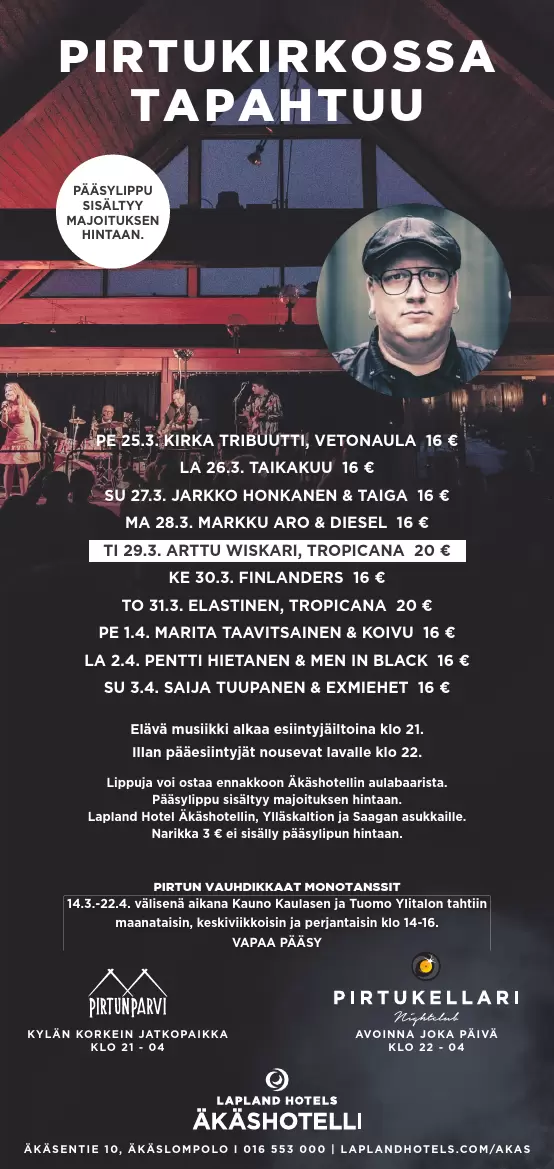 PIRTUKIRKOSSA
TAPAHTUU
PÄÄSYLIPPU
SISÄLTYY
MAJOITUKSEN
HINTAAN.
PE 25.3. KIRKA TRIBUUTTI, VETONAULA 16 €
LA 26.3. TAIKAKUU 16 €
SU 27.3. JARKKO HONKANEN & TAIGA 16 €
MA 28.3. MARKKU ARO & DIESEL 16 €
TI 29.3. ARTTU WISKARI, TROPICANA 20 €
KE 30.3. FINLANDERS 16 €
TO 31.3. ELASTINEN, TROPICANA 20 €
PE 1.4. MARITA TAAVITSAINEN & KOIVU 16 €
LA 2.4. PENTTI HIETANEN & MEN IN BLACK 16 €
SU 3.4. SAIJA TUUPANEN & EXMIEHET 16 €
Elävä musiikki alkaa esiintyjäiltoina klo 21.
Illan pääesiintyjät nousevat lavalle klo 22.
Lippuja voi ostaa ennakkoon Äkäshotellin aulabaarista.
Pääsylippu sisältyy majoituksen hintaan.
Lapland Hotel Äkäshotellin, Ylläskaltion ja Saagan asukkaille.
Narikka 3 € ei sisälly pääsylipun hintaan.
PIRTUN VAUHDIKKAAT MONOTANSSIT
14.3.-22.4. välisenä aikana Kauno Kaulasen ja Tuomo Ylitalon tahtiin
maanataisin, keskiviikkoisin ja perjantaisin klo 14-16.
VAPAA PÄÄSY
PIRTUNPARVI
KYLÄN KORKEIN JATKOPAIKKA
KLO 21 - 04
PIRTUKELLARI
Nightclub
AVOINNA JOKA PÄIVÄ
KLO 22 - 04
LAPLAND HOTELS
ÄKÄSHOTELLI
ÄKÄSENTIE 10, ÄKÄSLOMPOLO I 016 553 000 | LAPLANDHOTELS.COM/AKAS